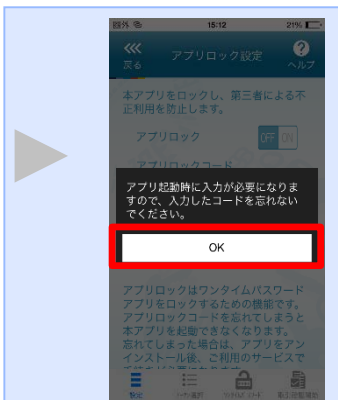 圏外 15:12 21%
戻る アプリロック設定 ? ヘルプ
本アプリをロックし、第三者による不
正利用を防止します。
アプリロック OFF ON
アプリロックコード
アプリ起動時に入力が必要になりま
すので、入力したコードを忘れない
でください。
OK
アプリロックはワンタイムパスワード
アプリをロックするための機能です。
アプリロックコードを忘れてしまうと
本アプリを起動できなくなります。
忘れてしまった場合は、アプリをアン
インストール後、ご利用のサービスで
設定